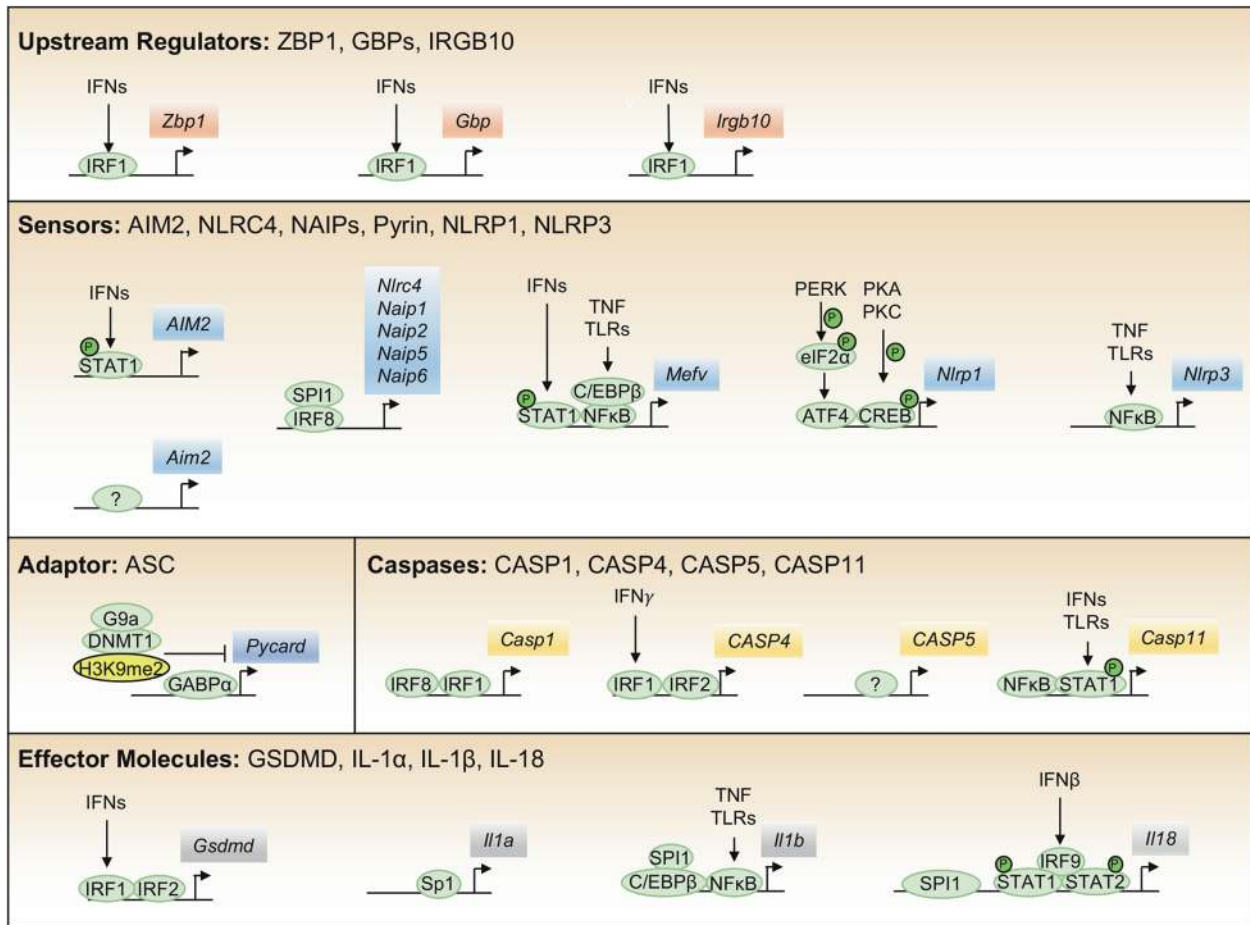 Upstream Regulators: ZBP1, GBPs, IRGB10
IFNs
Zbp1
IRF1
IFNs
Gbp
IRF1
IFNs
Irgb10
IRF1
Sensors: AIM2, NLRC4, NAIPs, Pyrin, NLRP1, NLRP3
IFNs
AIM2
P
STAT1
Nlrc4
Naip1
Naip2
Naip5
Naip6
SPI1
IRF8
IFNs
TNF
TLRs
Mefv
C/EBPβ
P
STAT1
NFκB
PERK
PKA
PKC
P
P
eIF2α
P
Nlrp1
P
ATF4
CREB
TNF
TLRs
Nlrp3
NFκB
Aim2
?
Adaptor: ASC
G9a
DNMT1
H3K9me2
Pycard
GABPα
Caspases: CASP1, CASP4, CASP5, CASP11
Casp1
IRF8
IRF1
IFNγ
CASP4
IRF1
IRF2
CASP5
?
IFNs
TLRs
Casp11
P
NFκB
STAT1
Effector Molecules: GSDMD, IL-1α, IL-1β, IL-18
IFNs
Gsdmd
IRF1
IRF2
Il1a
Sp1
TNF
TLRs
Il1b
SPI1
C/EBPβ
NFκB
IFNβ
Il18
IRF9
P
P
SPI1
STAT1
STAT2